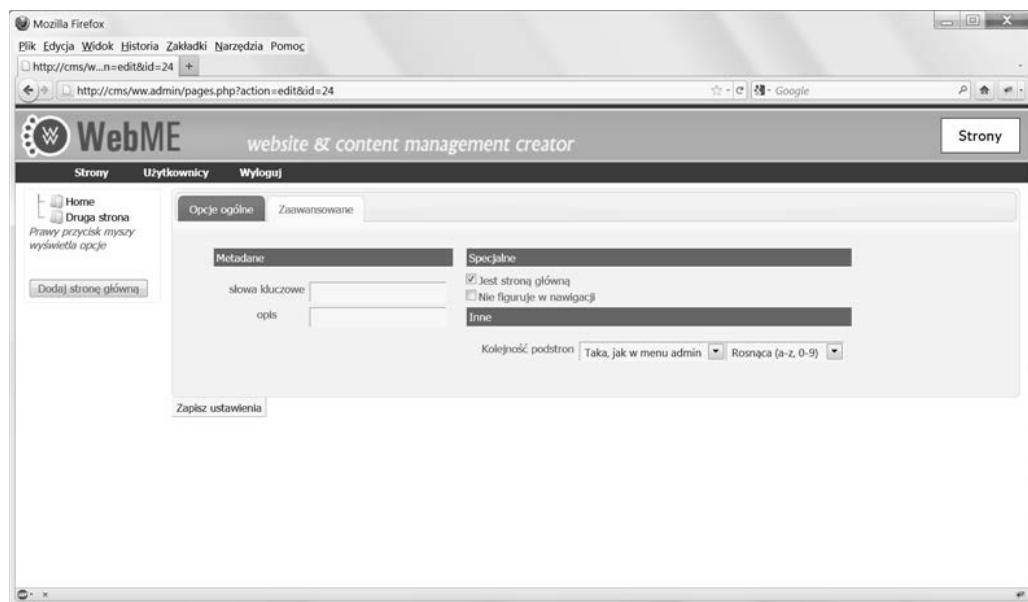 Mozilla Firefox
Plik Edycja Widok Historia Zakładki Narzędzia Pomoc
http://cms/w...n=edit&id=24 +
http://cms/ww.admin/pages.php?action=edit&id=24 Google
WebME website & content management creator Strony
Strony Użytkownicy Wyloguj
Home
Druga strona
Prawy przycisk myszy
wyświetla opcje
Dodaj stronę główną
Opcje ogólne Zaawansowane
Metadane
słowa kluczowe
opis
Specjalne
Jest stroną główną
Nie figuruje w nawigacji
Inne
Kolejność podstron Taka, jak w menu admin Rosnąca (a-z, 0-9)
Zapisz ustawienia